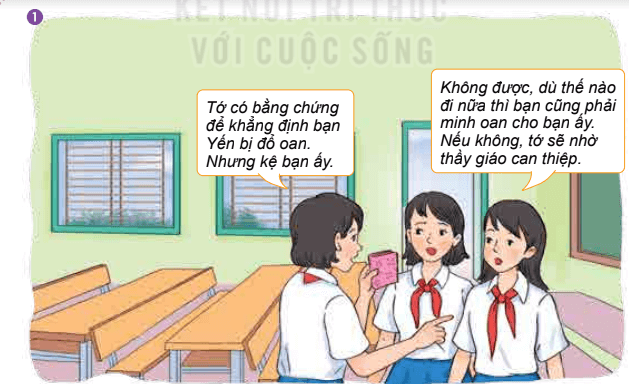 KẾT NỐI TRI THỨC
VỚI CUỘC SỐNG
1
Tớ có bằng chứng
để khẳng định bạn
Yến bị đổ oan.
Nhưng kệ bạn ấy.
Không được, dù thế nào
đi nữa thì bạn cũng phải
minh oan cho bạn ấy.
Nếu không, tớ sẽ nhờ
thầy giáo can thiệp.